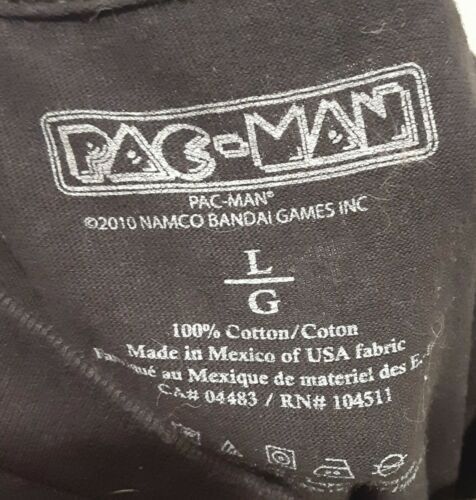 PAC-MAN
PAC-MAN®
©2010 NAMCO BANDAI GAMES INC
L
G
100% Cotton/Coton
Made in Mexico of USA fabric
Fabriqué au Mexique de materiel des E.
CA# 04483 / RN# 104511